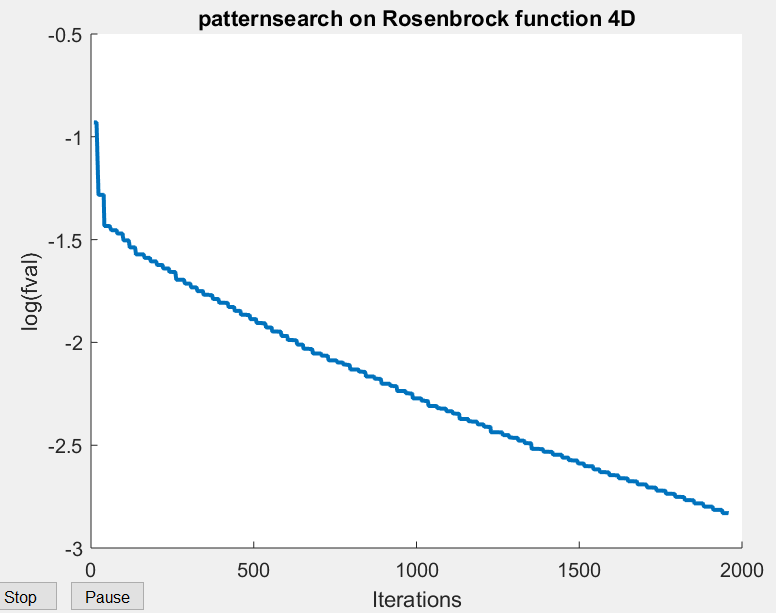 patternsearch on Rosenbrock function 4D
-0.5
-1
-1.5
-2
-2.5
-3
log(fval)
0 500 1000 1500 2000
Iterations
Stop Pause